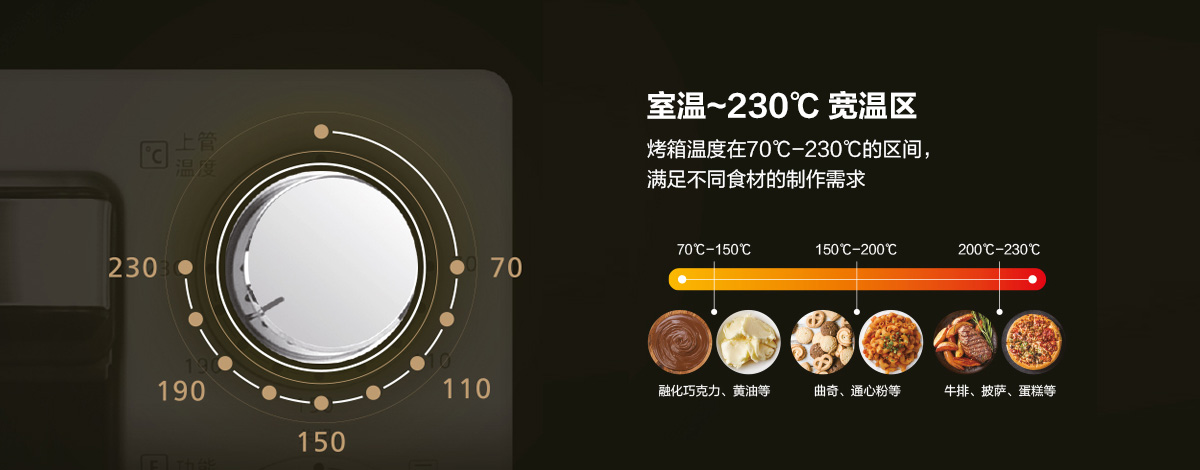 室温~230℃ 宽温区
烤箱温度在70℃-230℃的区间，
满足不同食材的制作需求
70℃-150℃
150℃-200℃
200℃-230℃
融化巧克力、黄油等
曲奇、通心粉等
牛排、披萨、蛋糕等
℃
上管
温度
230
70
190
110
150
功能